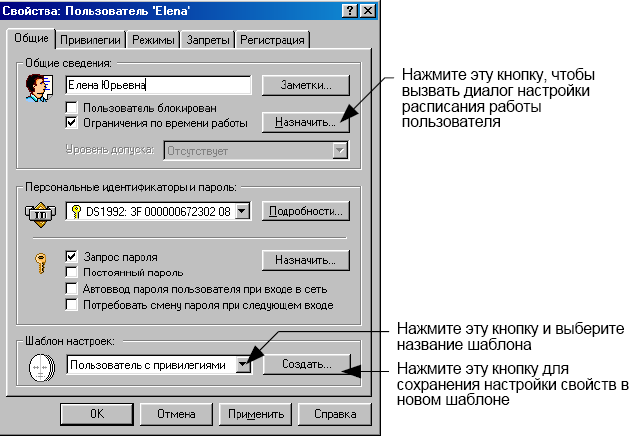 Свойства: Пользователь 'Elena'
Общие Привилегии Режимы Запреты Регистрация
Общие сведения:
Елена Юрьевна Заметки...
Пользователь блокирован
Ограничения по времени работы Назначить...
Уровень допуска: Отсутствует
Нажмите эту кнопку, чтобы
вызвать диалог настройки
расписания работы
пользователя
Персональные идентификаторы и пароль:
DS1992: 3F 000000672302 08 Подробности...
Запрос пароля Назначить...
Постоянный пароль
Автоввод пароля пользователя при входе в сеть
Потребовать смену пароля при следующем входе
Шаблон настроек:
Пользователь с привилегиями Создать...
Нажмите эту кнопку и выберите
название шаблона
Нажмите эту кнопку для
сохранения настройки свойств в
новом шаблоне
OK Отмена Применить Справка